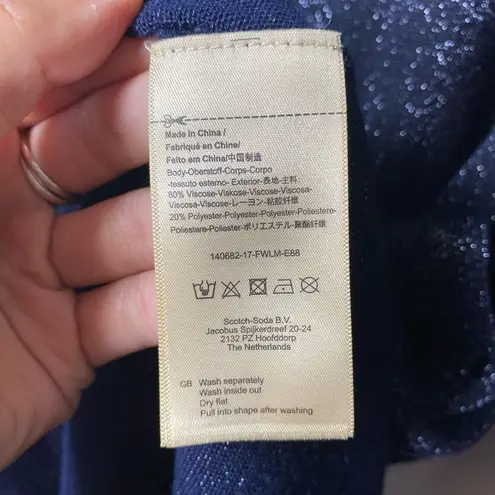 Made in China /
Fabriqué en Chine/
Feito em China/中国制造
Body-Oberstoff-Corps-Corpo
-tessuto esterno- Exterior-表地-主料
80% Viscose-Viskose-Viscose-Viscosa-
Viscosa-Viscose-レーヨン-粘胶纤维
20% Polyester-Polyester-Polyester-Poliestere-
Poliestere-Poliester-ポリエステル-聚酯纤维
140682-17-FWLM-E88
Scotch-Soda B.V.
Jacobus Spijkerdreef 20-24
2132 PZ Hoofddorp
The Netherlands
GB Wash separately
Wash inside out
Dry flat
Pull into shape after washing